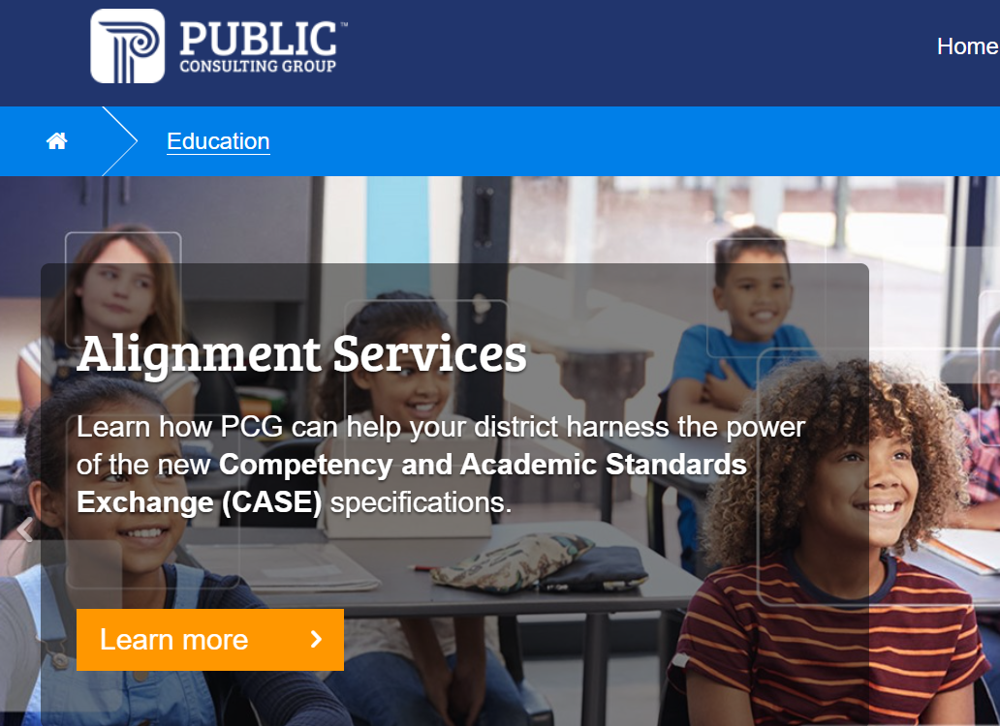 PUBLIC™
CONSULTING GROUP
Home
Education
Alignment Services
Learn how PCG can help your district harness the power
of the new Competency and Academic Standards
Exchange (CASE) specifications.
Learn more